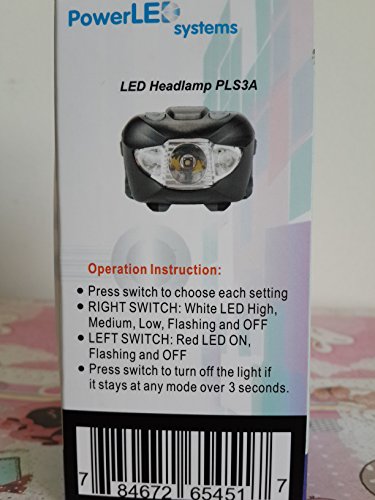 PowerLED
systems
LED Headlamp PLS3A
Operation Instruction:
● Press switch to choose each setting
● RIGHT SWITCH: White LED High,
Medium, Low, Flashing and OFF
● LEFT SWITCH: Red LED ON,
Flashing and OFF
● Press switch to turn off the light if
it stays at any mode over 3 seconds.
7 84672 65451 7